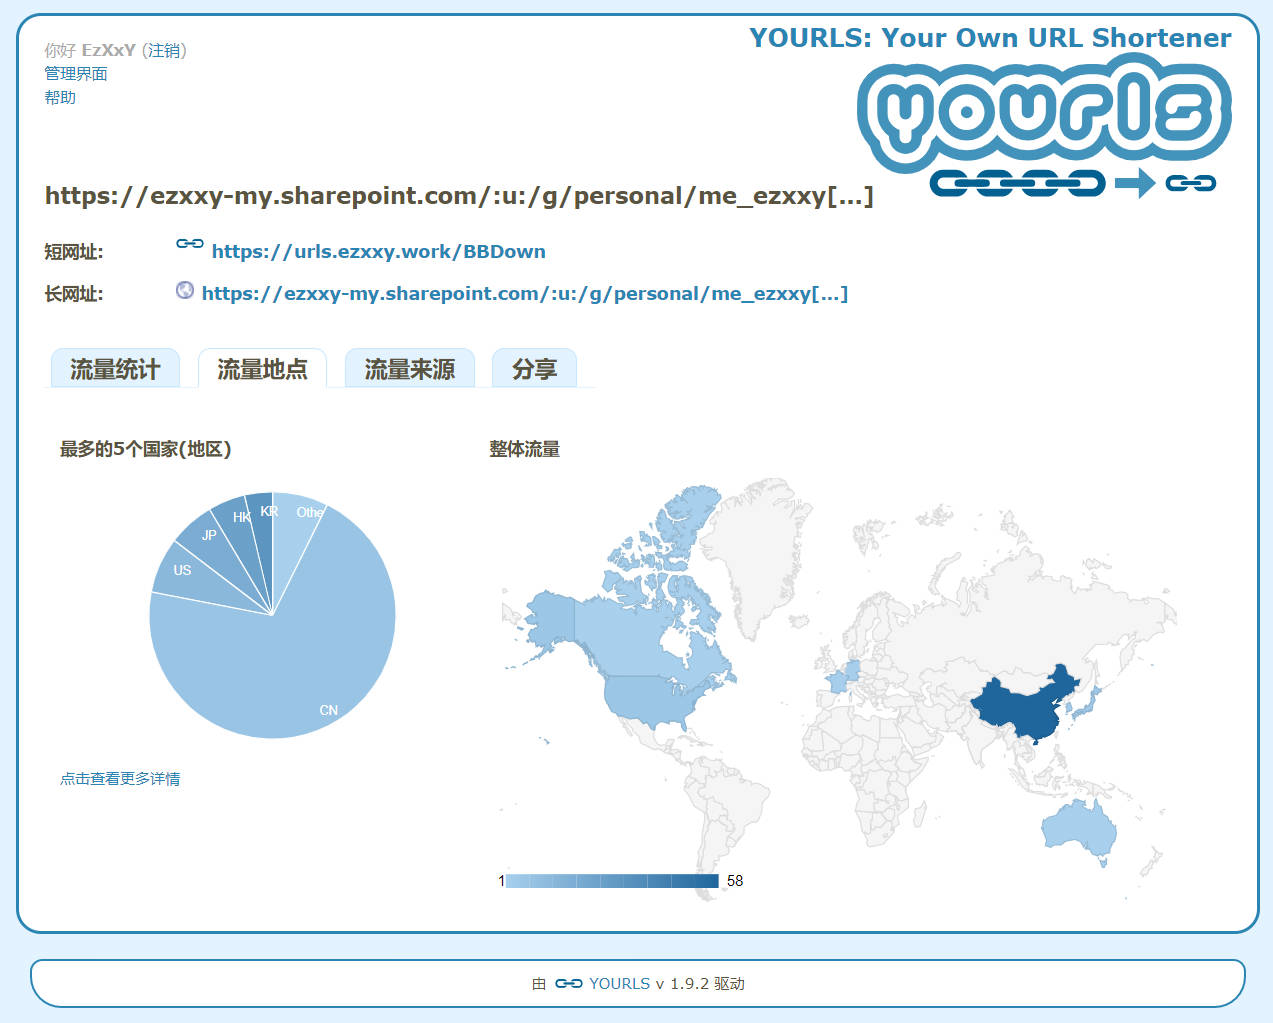 你好 EzXxY (注销)
管理界面
帮助
YOURLS: Your Own URL Shortener
yourls
https://ezxxy-my.sharepoint.com/:u:/g/personal/me_ezxxy[...]
短网址: https://urls.ezxxy.work/BBDown
长网址: https://ezxxy-my.sharepoint.com/:u:/g/personal/me_ezxxy[...]
流量统计 流量地点 流量来源 分享
最多的5个国家(地区)
KR
Othe
HK
JP
US
CN
点击查看更多详情
整体流量
1 58
由 YOURLS v 1.9.2 驱动